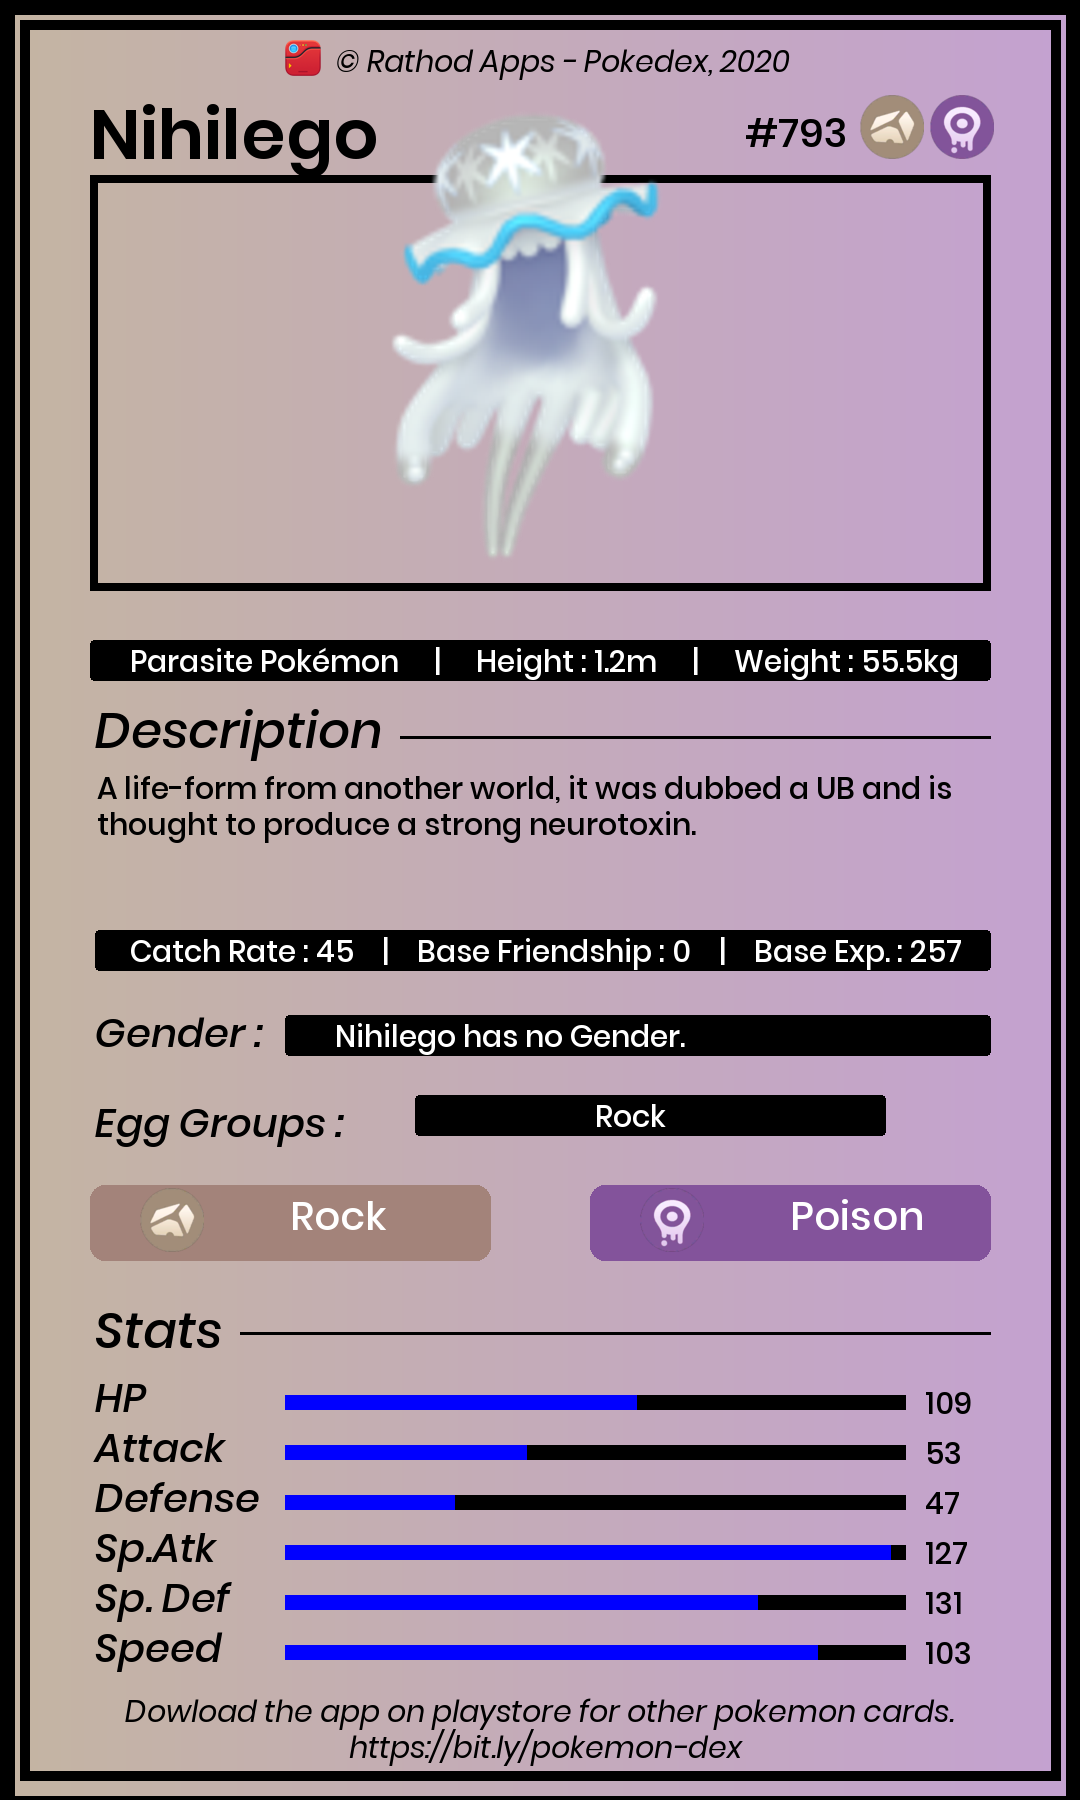 © Rathod Apps - Pokedex, 2020
Nihilego #793
Parasite Pokémon | Height : 1.2m | Weight : 55.5kg
Description
A life-form from another world, it was dubbed a UB and is
thought to produce a strong neurotoxin.
Catch Rate : 45 | Base Friendship : 0 | Base Exp. : 257
Gender : Nihilego has no Gender.
Egg Groups : Rock
Rock Poison
Stats
HP 109
Attack 53
Defense 47
Sp.Atk 127
Sp. Def 131
Speed 103
Dowload the app on playstore for other pokemon cards.
https://bit.ly/pokemon-dex